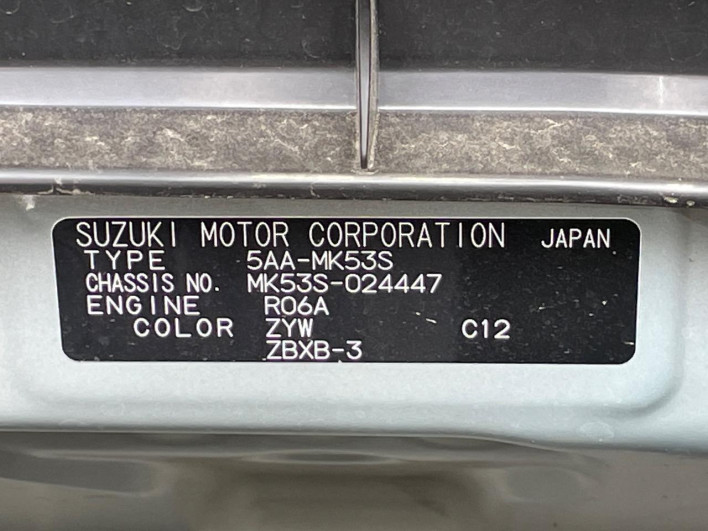 SUZUKI MOTOR CORPORATION JAPAN
TYPE 5AA-MK53S
CHASSIS NO. MK53S-024447
ENGINE R06A
COLOR ZYW C12
ZBXB-3